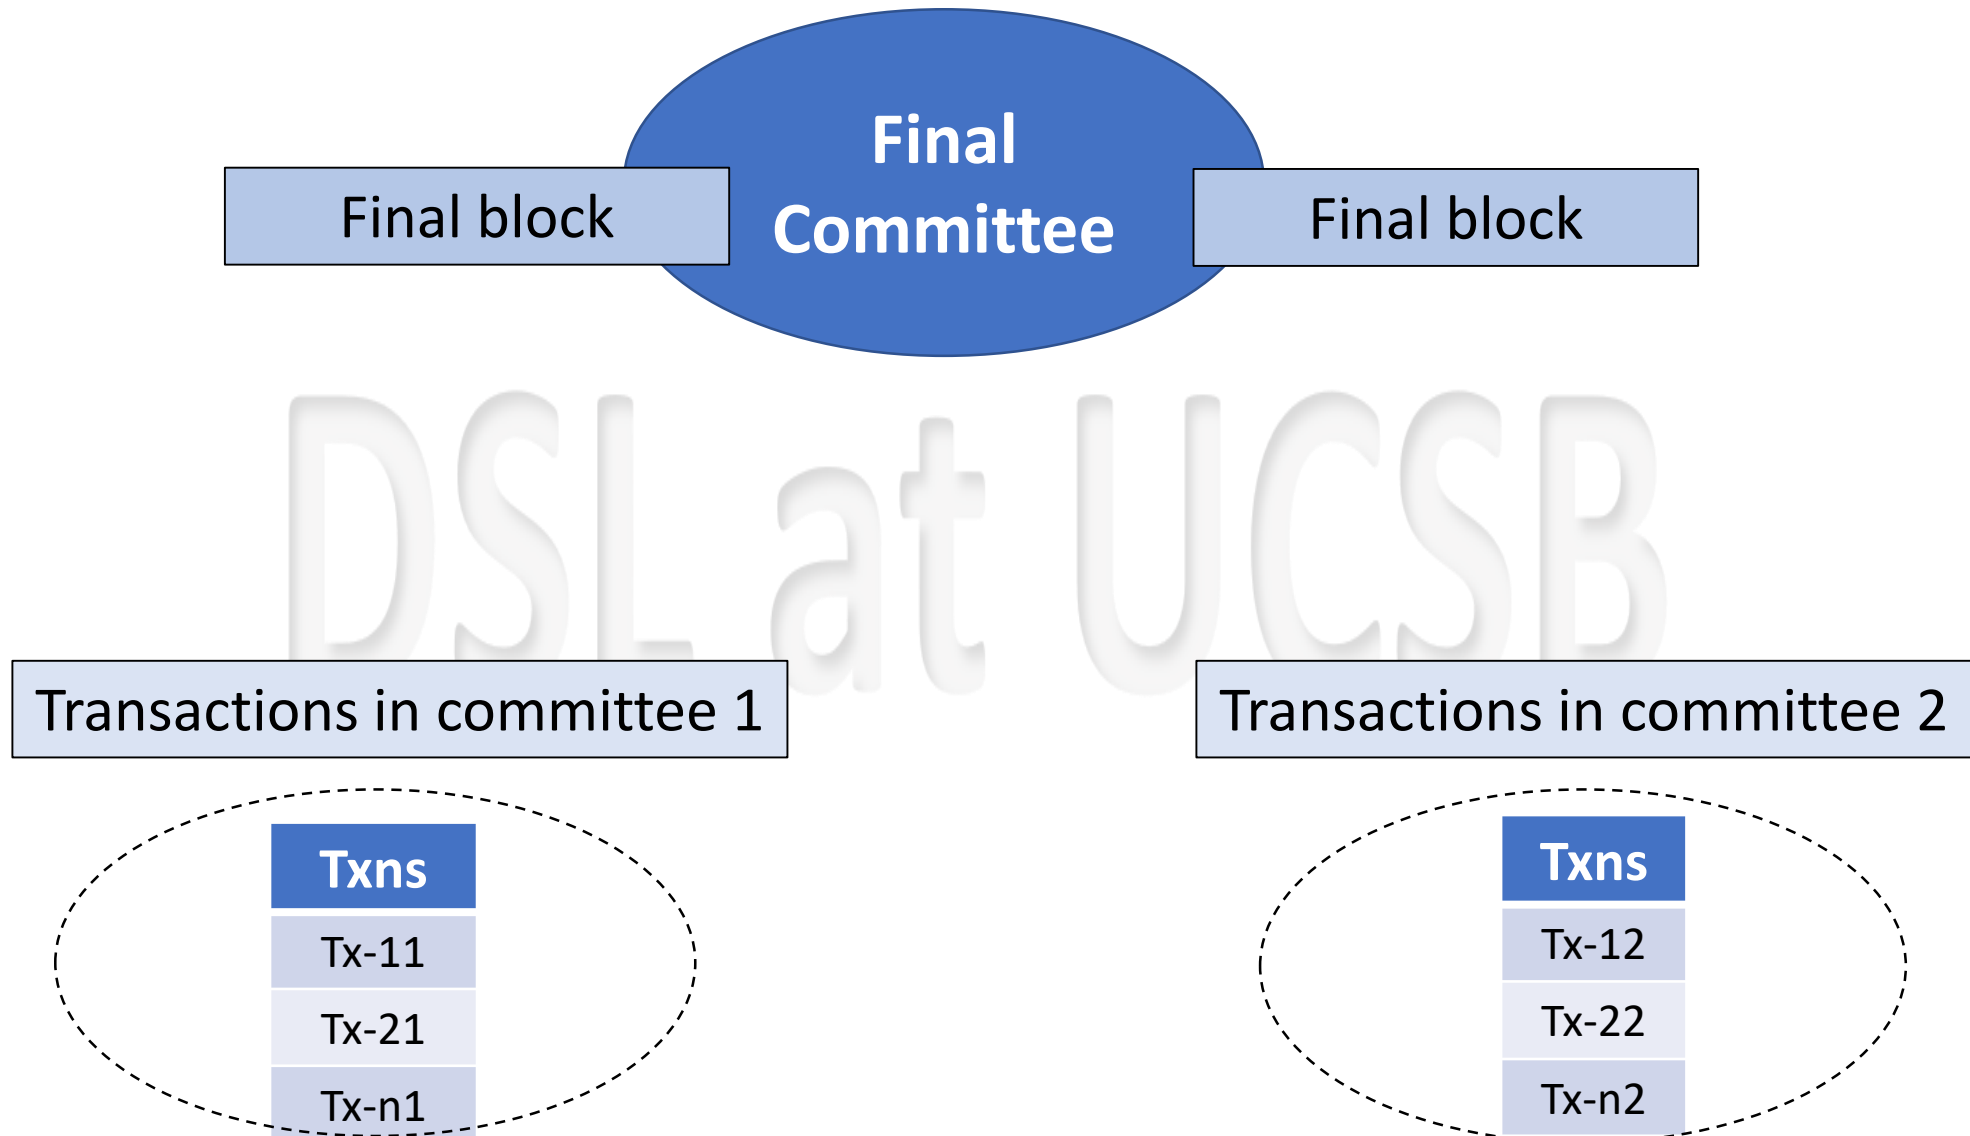 Final
Committee
Final block
Final block
DSL at UCSB
Transactions in committee 1
Transactions in committee 2
Txns
Tx-11
Tx-21
Tx-n1
Txns
Tx-12
Tx-22
Tx-n2